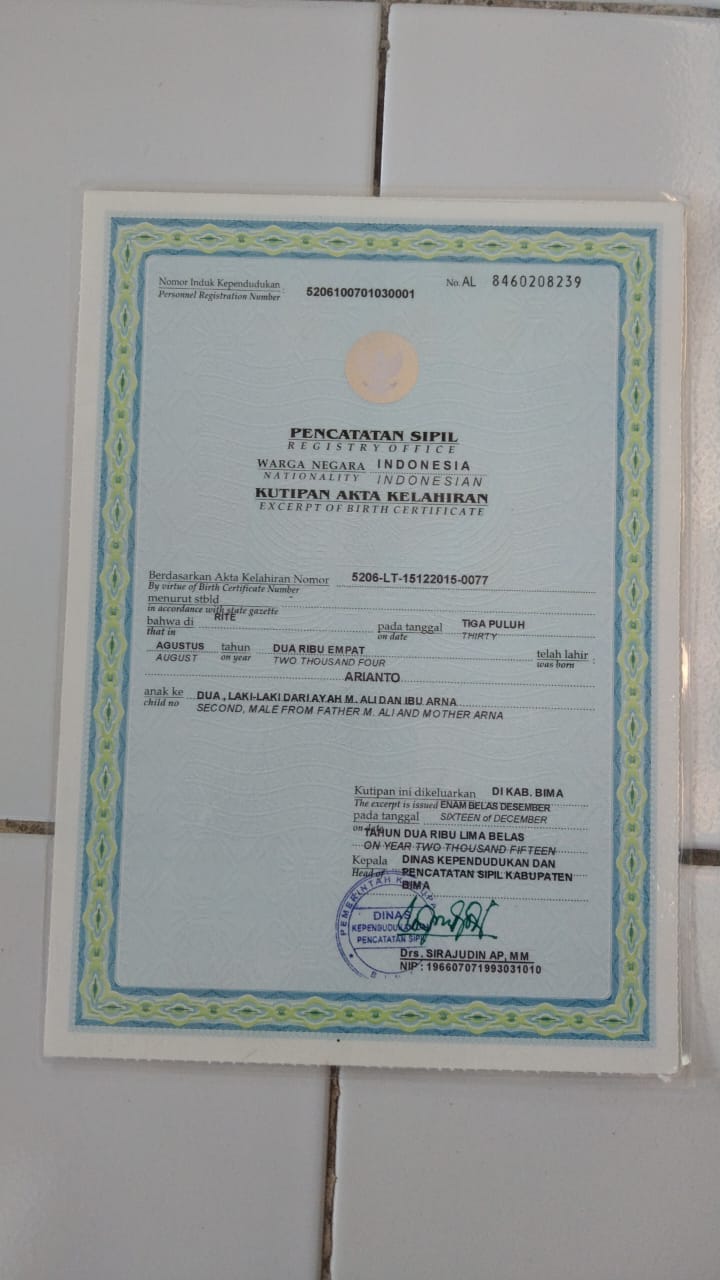 Nomor Induk Kependudukan : 5206100701030001 No. AL 8460208239
Personnel Registration Number
PENCATATAN SIPIL
REGISTRY OFFICE
WARGA NEGARA INDONESIA
NATIONALITY INDONESIAN
KUTIPAN AKTA KELAHIRAN
EXCERPT OF BIRTH CERTIFICATE
Berdasarkan Akta Kelahiran Nomor 5206-LT-15122015-0077
By virtue of Birth Certificate Number
menurut stbld -
in accordance with state gazette
bahwa di RITE pada tanggal TIGA PULUH
that in on date THIRTY
AGUSTUS tahun DUA RIBU EMPAT telah lahir :
AUGUST on year TWO THOUSAND FOUR was born
ARIANTO
anak ke DUA , LAKI-LAKI DARI AYAH M. ALI DAN IBU ARNA
child no SECOND, MALE FROM FATHER M. ALI AND MOTHER ARNA
Kutipan ini dikeluarkan DI KAB. BIMA
The excerpt is issued ENAM BELAS DESEMBER
pada tanggal SIXTEEN of DECEMBER
on date TAHUN DUA RIBU LIMA BELAS
ON YEAR TWO THOUSAND FIFTEEN
Kepala DINAS KEPENDUDUKAN DAN
Head of PENCATATAN SIPIL KABUPATEN
BIMA
PEMERINTAH
DINAS
KEPENDUDUKAN
PENCATATAN SIPIL
Drs. SIRAJUDIN AP, MM
NIP : 196607071993031010